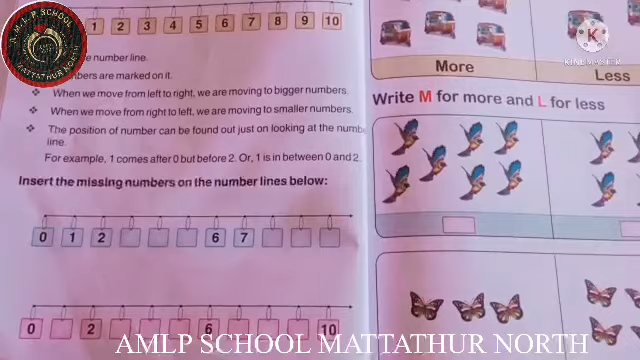 A.M.L.P SCHOOL
MATTATHUR NORTH
1 2 3 4 5 6 7 8 9 10
number line.
are marked on it.
❖ When we move from left to right, we are moving to bigger numbers.
❖ When we move from right to left, we are moving to smaller numbers.
❖ The position of number can be found out just on looking at the
line.
For example, 1 comes after 0 but before 2. Or, 1 is in between 0 and 2.
Insert the missing numbers on the number lines below:
0 1 2 6 7
0 2 6 10
More
Less
KINEMASTER
Write M for more and L for less
AMLP SCHOOL MATTATHUR NORTH